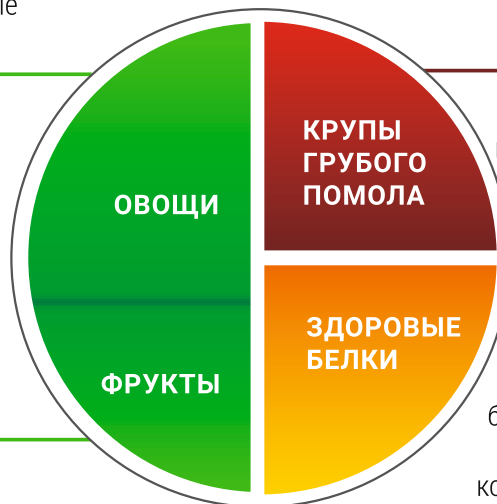 ОВОЩИ
ФРУКТЫ
КРУПЫ
ГРУБОГО
ПОМОЛА
ЗДОРОВЫЕ
БЕЛКИ